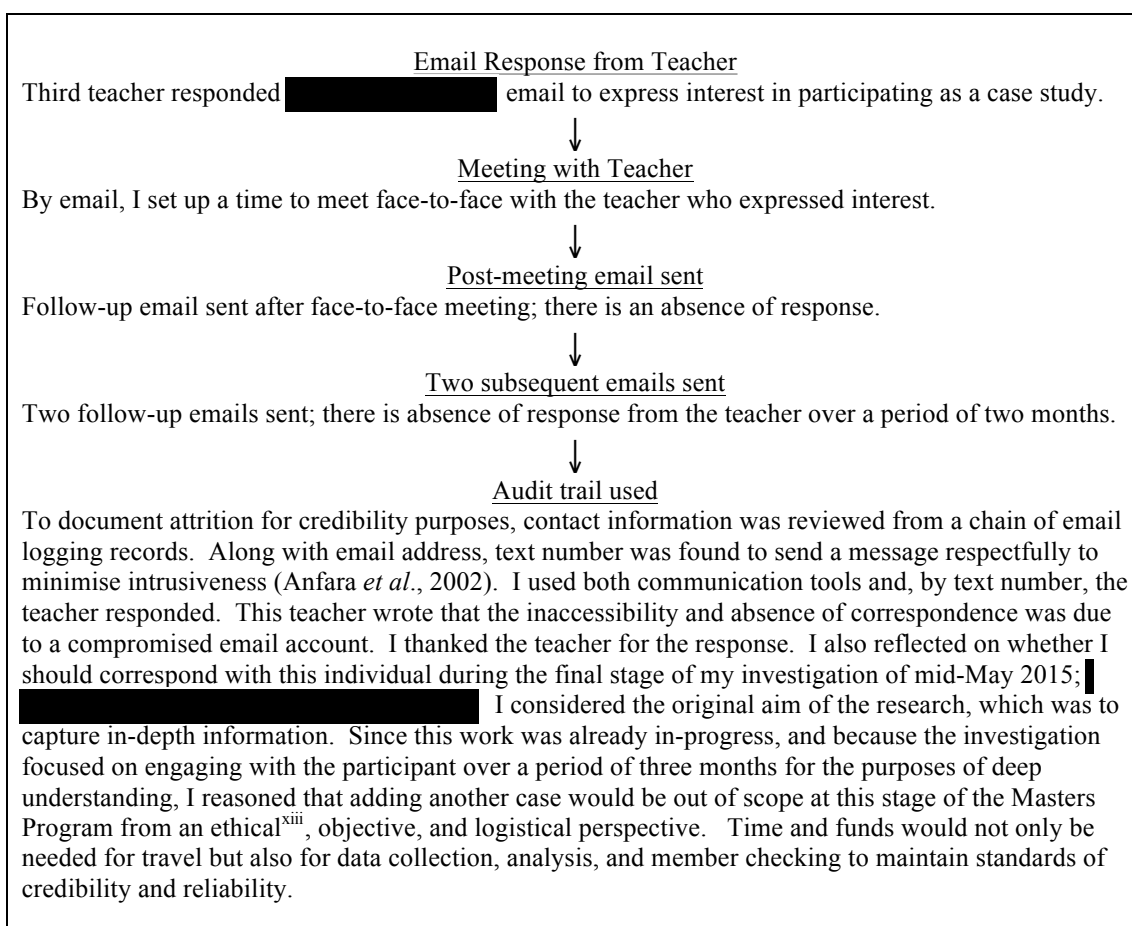 Email Response from Teacher
Third teacher responded email to express interest in participating as a case study.
Meeting with Teacher
By email, I set up a time to meet face-to-face with the teacher who expressed interest.
Post-meeting email sent
Follow-up email sent after face-to-face meeting; there is an absence of response.
Two subsequent emails sent
Two follow-up emails sent; there is absence of response from the teacher over a period of two months.
Audit trail used
To document attrition for credibility purposes, contact information was reviewed from a chain of email
logging records.  Along with email address, text number was found to send a message respectfully to
minimise intrusiveness (Anfara et al., 2002).  I used both communication tools and, by text number, the
teacher responded.  This teacher wrote that the inaccessibility and absence of correspondence was due
to a compromised email account.  I thanked the teacher for the response.  I also reflected on whether I
should correspond with this individual during the final stage of my investigation of mid-May 2015;
I considered the original aim of the research, which was to
capture in-depth information.  Since this work was already in-progress, and because the investigation
focused on engaging with the participant over a period of three months for the purposes of deep
understanding, I reasoned that adding another case would be out of scope at this stage of the Masters
Program from an ethical^xiii, objective, and logistical perspective.   Time and funds would not only be
needed for travel but also for data collection, analysis, and member checking to maintain standards of
credibility and reliability.